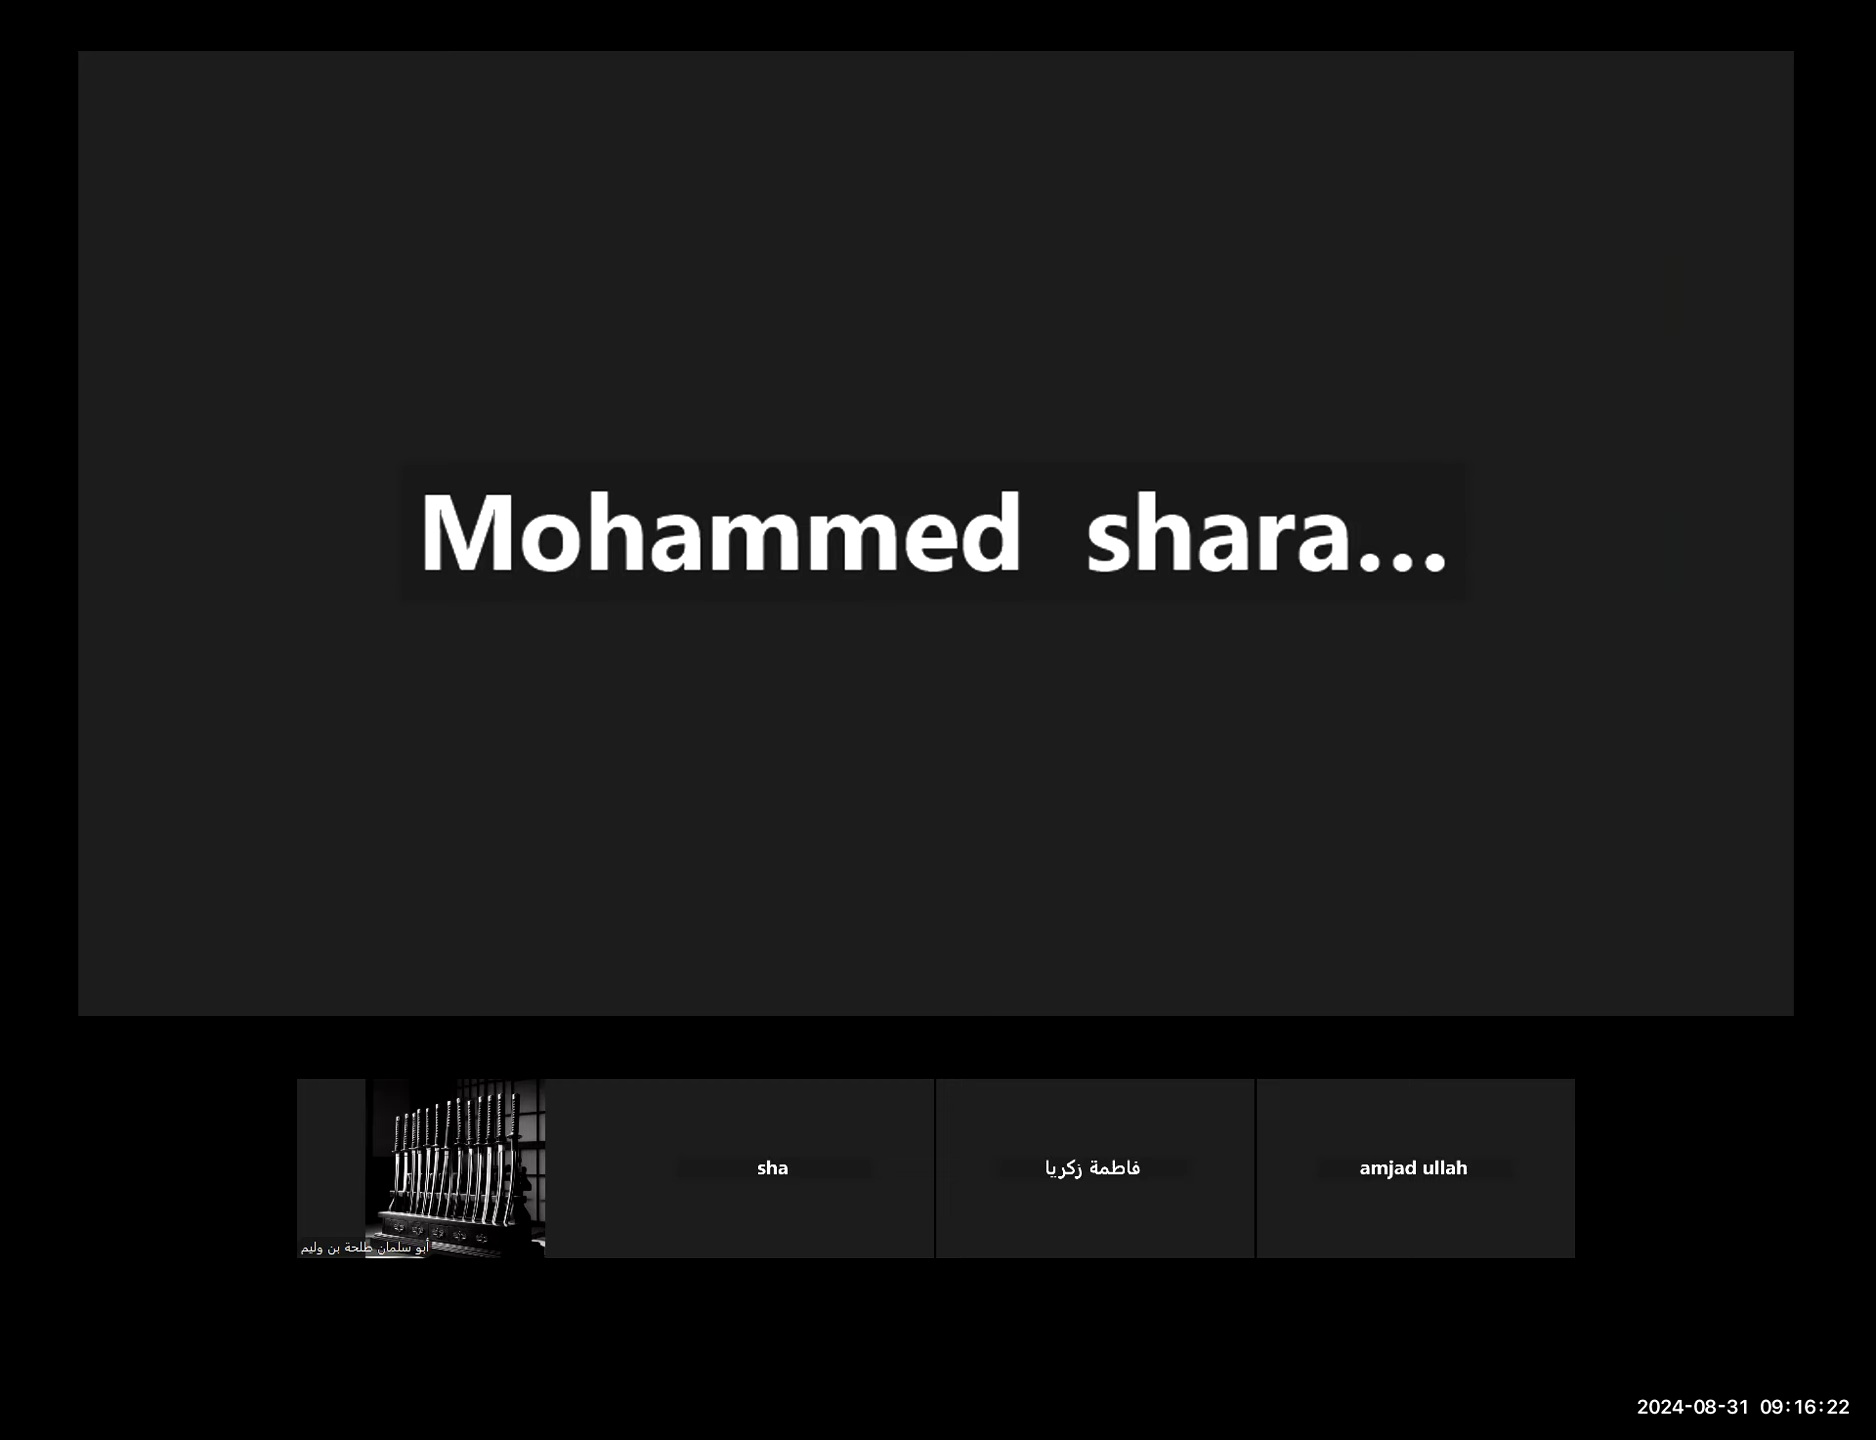 Mohammed shara...
أبو سلمان طلحة بن وليم
sha
فاطمة زكريا
amjad ullah
2024-08-31 09:16:22